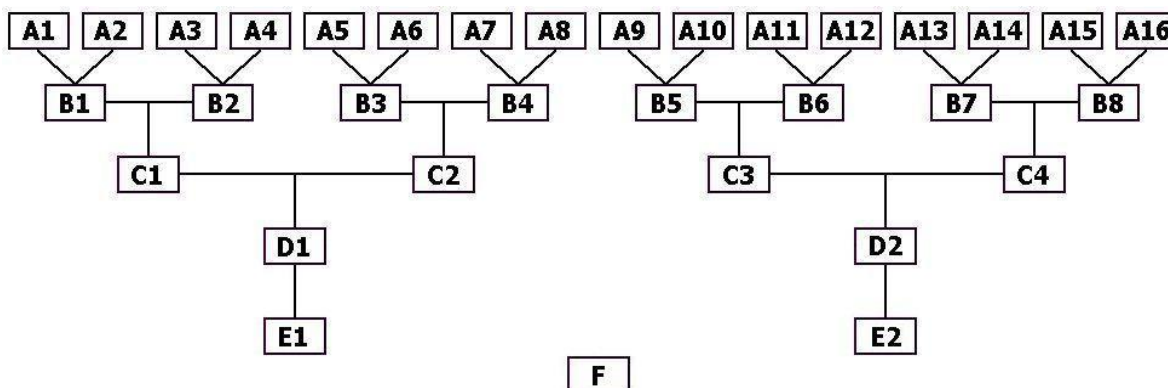 A1 A2 A3 A4 A5 A6 A7 A8 A9 A10 A11 A12 A13 A14 A15 A16
B1 B2 B3 B4 B5 B6 B7 B8
C1 C2 C3 C4
D1 D2
E1 E2
F